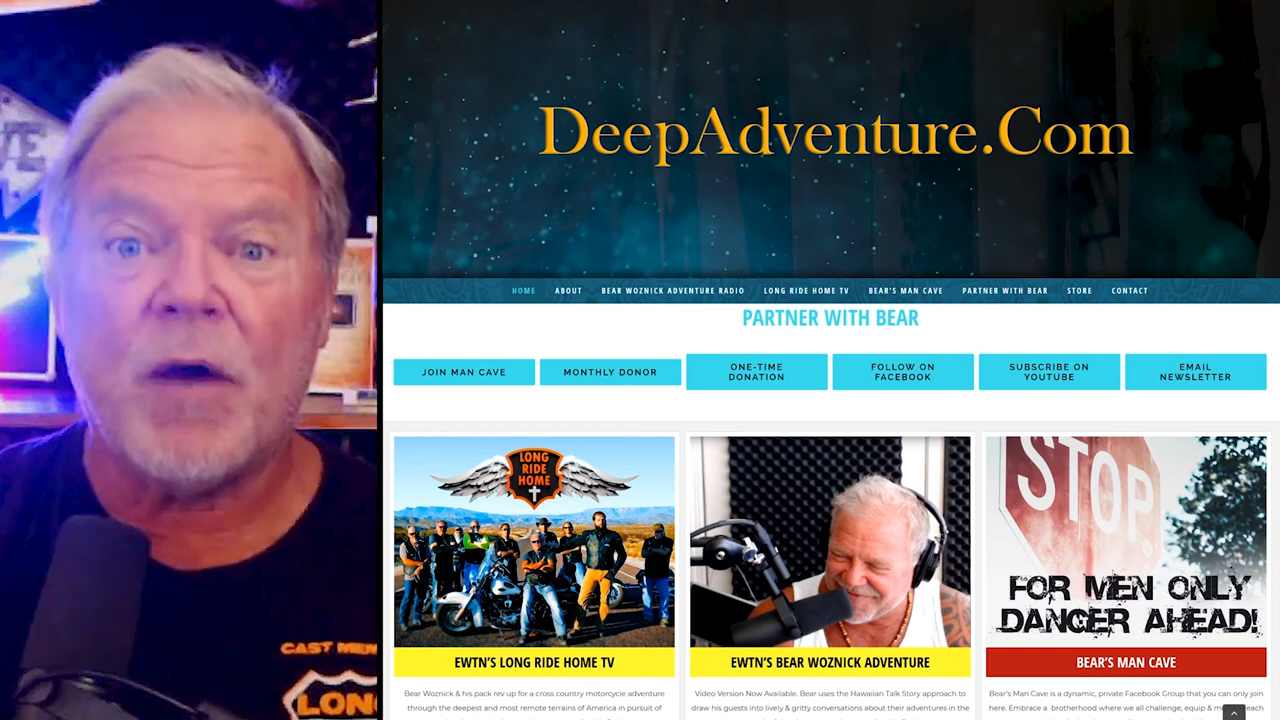 CAST MEM
LONG
DeepAdventure.Com
HOME ABOUT BEAR WOZNICK ADVENTURE RADIO LONG RIDE HOME TV BEAR'S MAN CAVE PARTNER WITH BEAR STORE CONTACT
PARTNER WITH BEAR
JOIN MAN CAVE
MONTHLY DONOR
ONE-TIME
DONATION
FOLLOW ON
FACEBOOK
SUBSCRIBE ON
YOUTUBE
EMAIL
NEWSLETTER
LONG
RIDE
HOME
EWTN'S LONG RIDE HOME TV
Bear Woznick & his pack rev up for a cross country motorcycle adventure
through the deepest and most remote terrains of America in pursuit of
EWTN'S BEAR WOZNICK ADVENTURE
Video Version Now Available. Bear uses the Hawaiian Talk Story approach to
draw his guests into lively & gritty conversations about their adventures in the
STOP
FOR MEN ONLY
DANGER AHEAD!
BEAR'S MAN CAVE
Bear's Man Cave is a dynamic, private Facebook Group that you can only join
here. Embrace a brotherhood where we all challenge, equip &